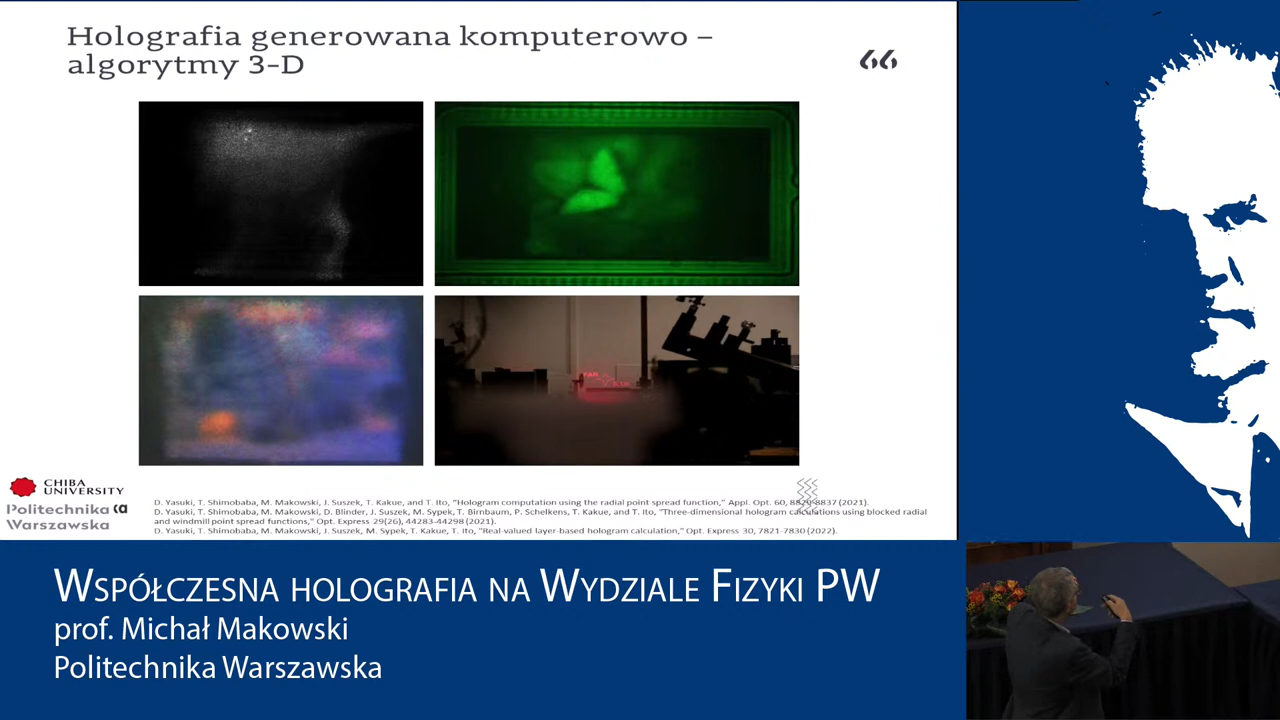 Holografia generowana komputerowo –
algorytmy 3-D
CHIBA
UNIVERSITY
Politechnika
Warszawska
D. Yasuki, T. Shimobaba, M. Makowski, J. Suszek, T. Kakue, and T. Ito, "Hologram computation using the radial point spread function," Appl. Opt. 60, 8829-8837 (2021).
D. Yasuki, T. Shimobaba, M. Makowski, D. Blinder, J. Suszek, M. Sypek, T. Birnbaum, P. Schelkens, T. Kakue, and T. Ito, "Three-dimensional hologram calculations using blocked radial
and windmill point spread functions," Opt. Express 29(26), 44283-44298 (2021).
D. Yasuki, T. Shimobaba, M. Makowski, J. Suszek, M. Sypek, T. Kakue, T. Ito, "Real-valued layer-based hologram calculation," Opt. Express 30, 7821-7830 (2022).
Współczesna holografia na Wydziale Fizyki PW
prof. Michał Makowski
Politechnika Warszawska